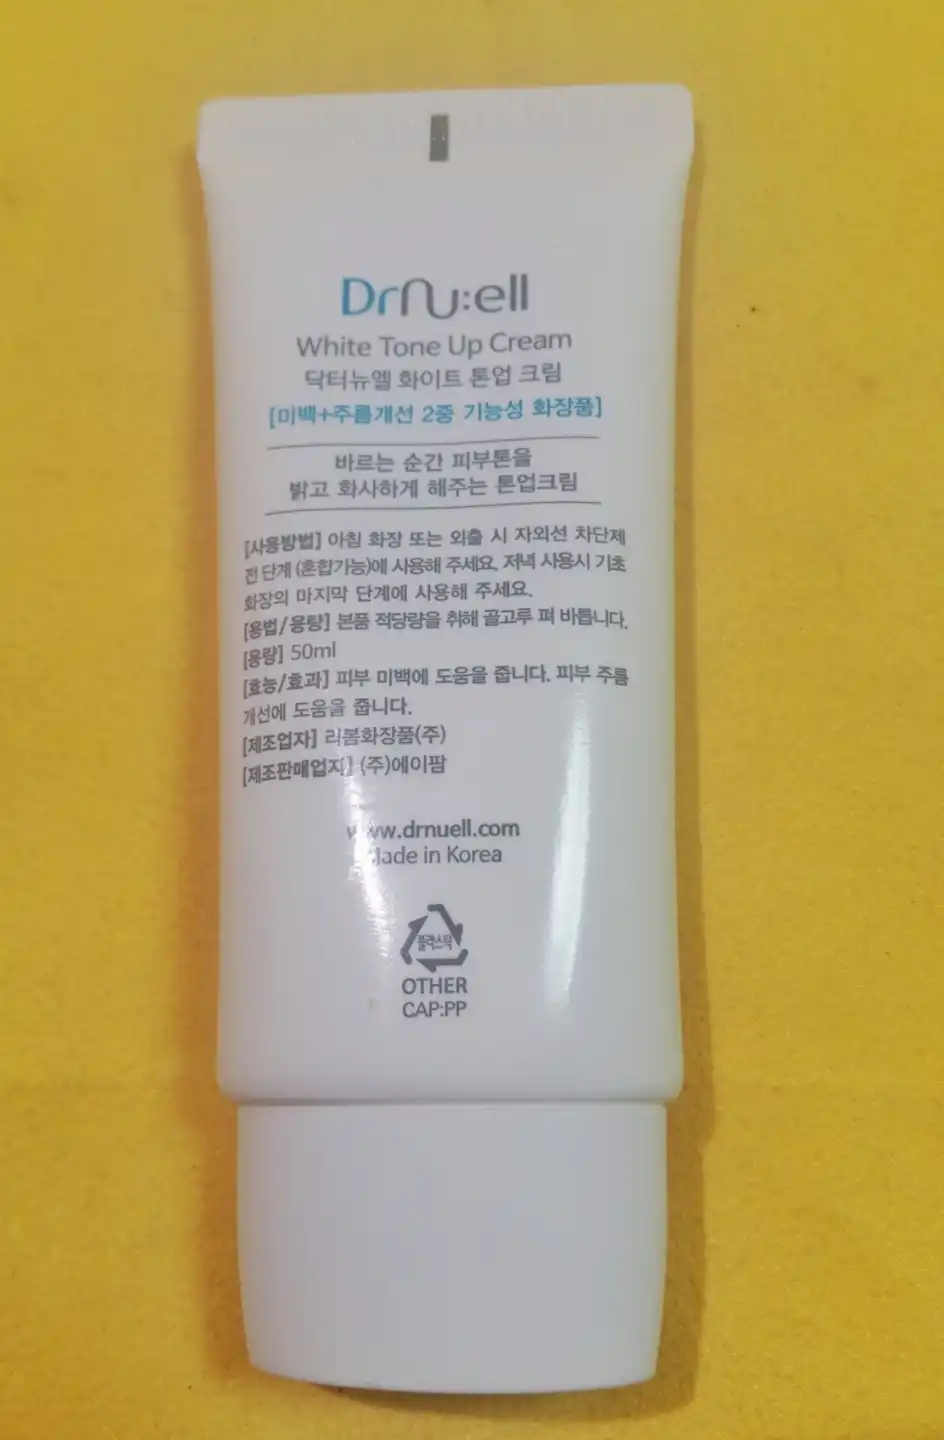 DrNu:ell
White Tone Up Cream
닥터뉴엘 화이트 톤업 크림
[미백+주름개선 2중 기능성 화장품]
바르는 순간 피부톤을
밝고 화사하게 해주는 톤업크림
[사용방법] 아침 화장 또는 외출 시 자외선 차단제
전 단계 (혼합가능)에 사용해 주세요. 저녁 사용시 기초
화장의 마지막 단계에 사용해 주세요.
[용법/용량] 본품 적당량을 취해 골고루 펴 바릅니다.
[용량] 50ml
[효능/효과] 피부 미백에 도움을 줍니다. 피부 주름
개선에 도움을 줍니다.
[제조업자] 리봄화장품(주)
[제조판매업자] (주)에이팜
www.drnuell.com
Made in Korea
플라스틱
OTHER
CAP:PP